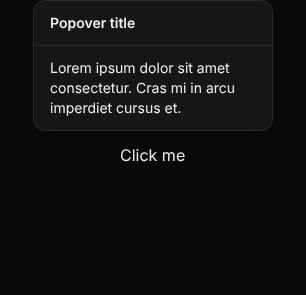 Popover title
Lorem ipsum dolor sit amet
consectetur. Cras mi in arcu
imperdiet cursus et.
Click me